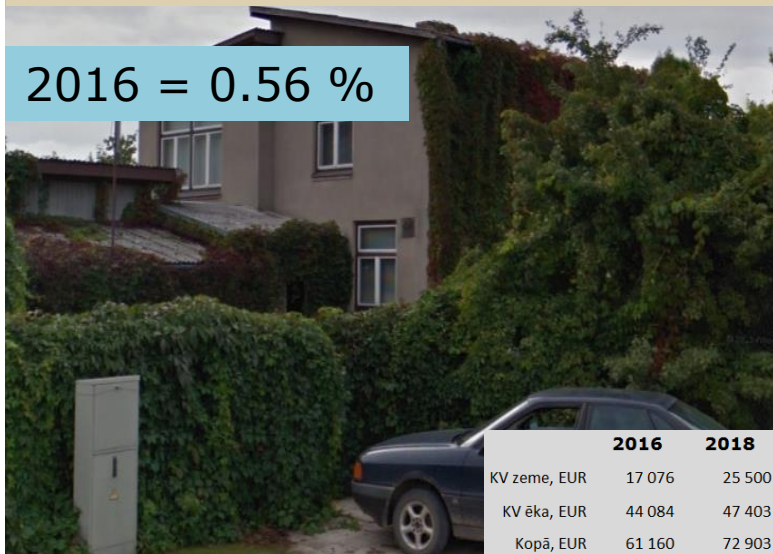 2016 = 0.56 %
2016 2018
KV zeme, EUR 17 076 25 500
KV ēka, EUR 44 084 47 403
Kopā, EUR 61 160 72 903